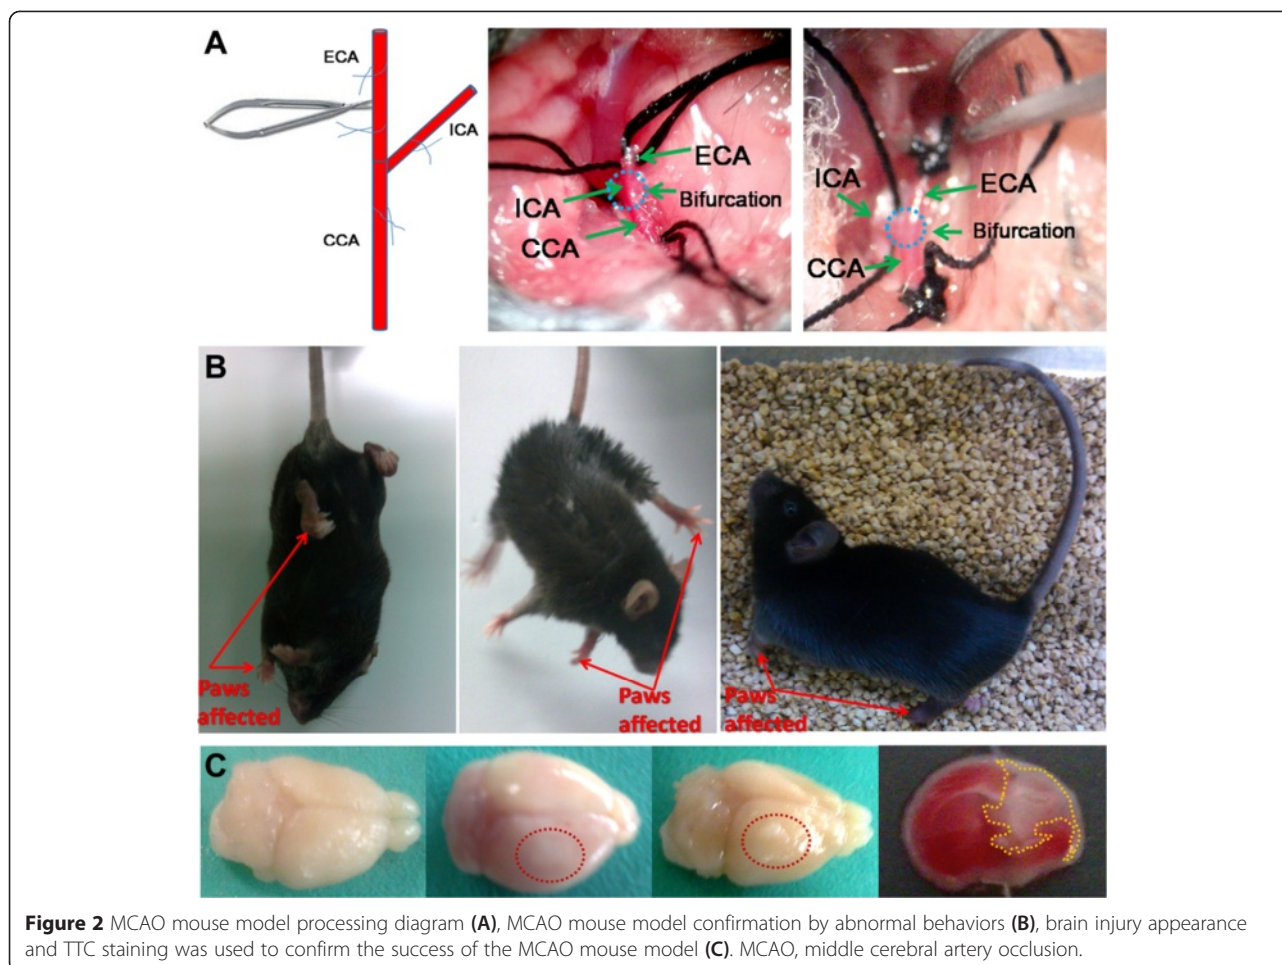 A
ECA
ICA
CCA
ECA
ICA
Bifurcation
CCA
ICA
ECA
Bifurcation
CCA
B
Paws
affected
Paws
affected
Paws
affected
C
Figure 2 MCAO mouse model processing diagram (A), MCAO mouse model confirmation by abnormal behaviors (B), brain injury appearance
and TTC staining was used to confirm the success of the MCAO mouse model (C). MCAO, middle cerebral artery occlusion.